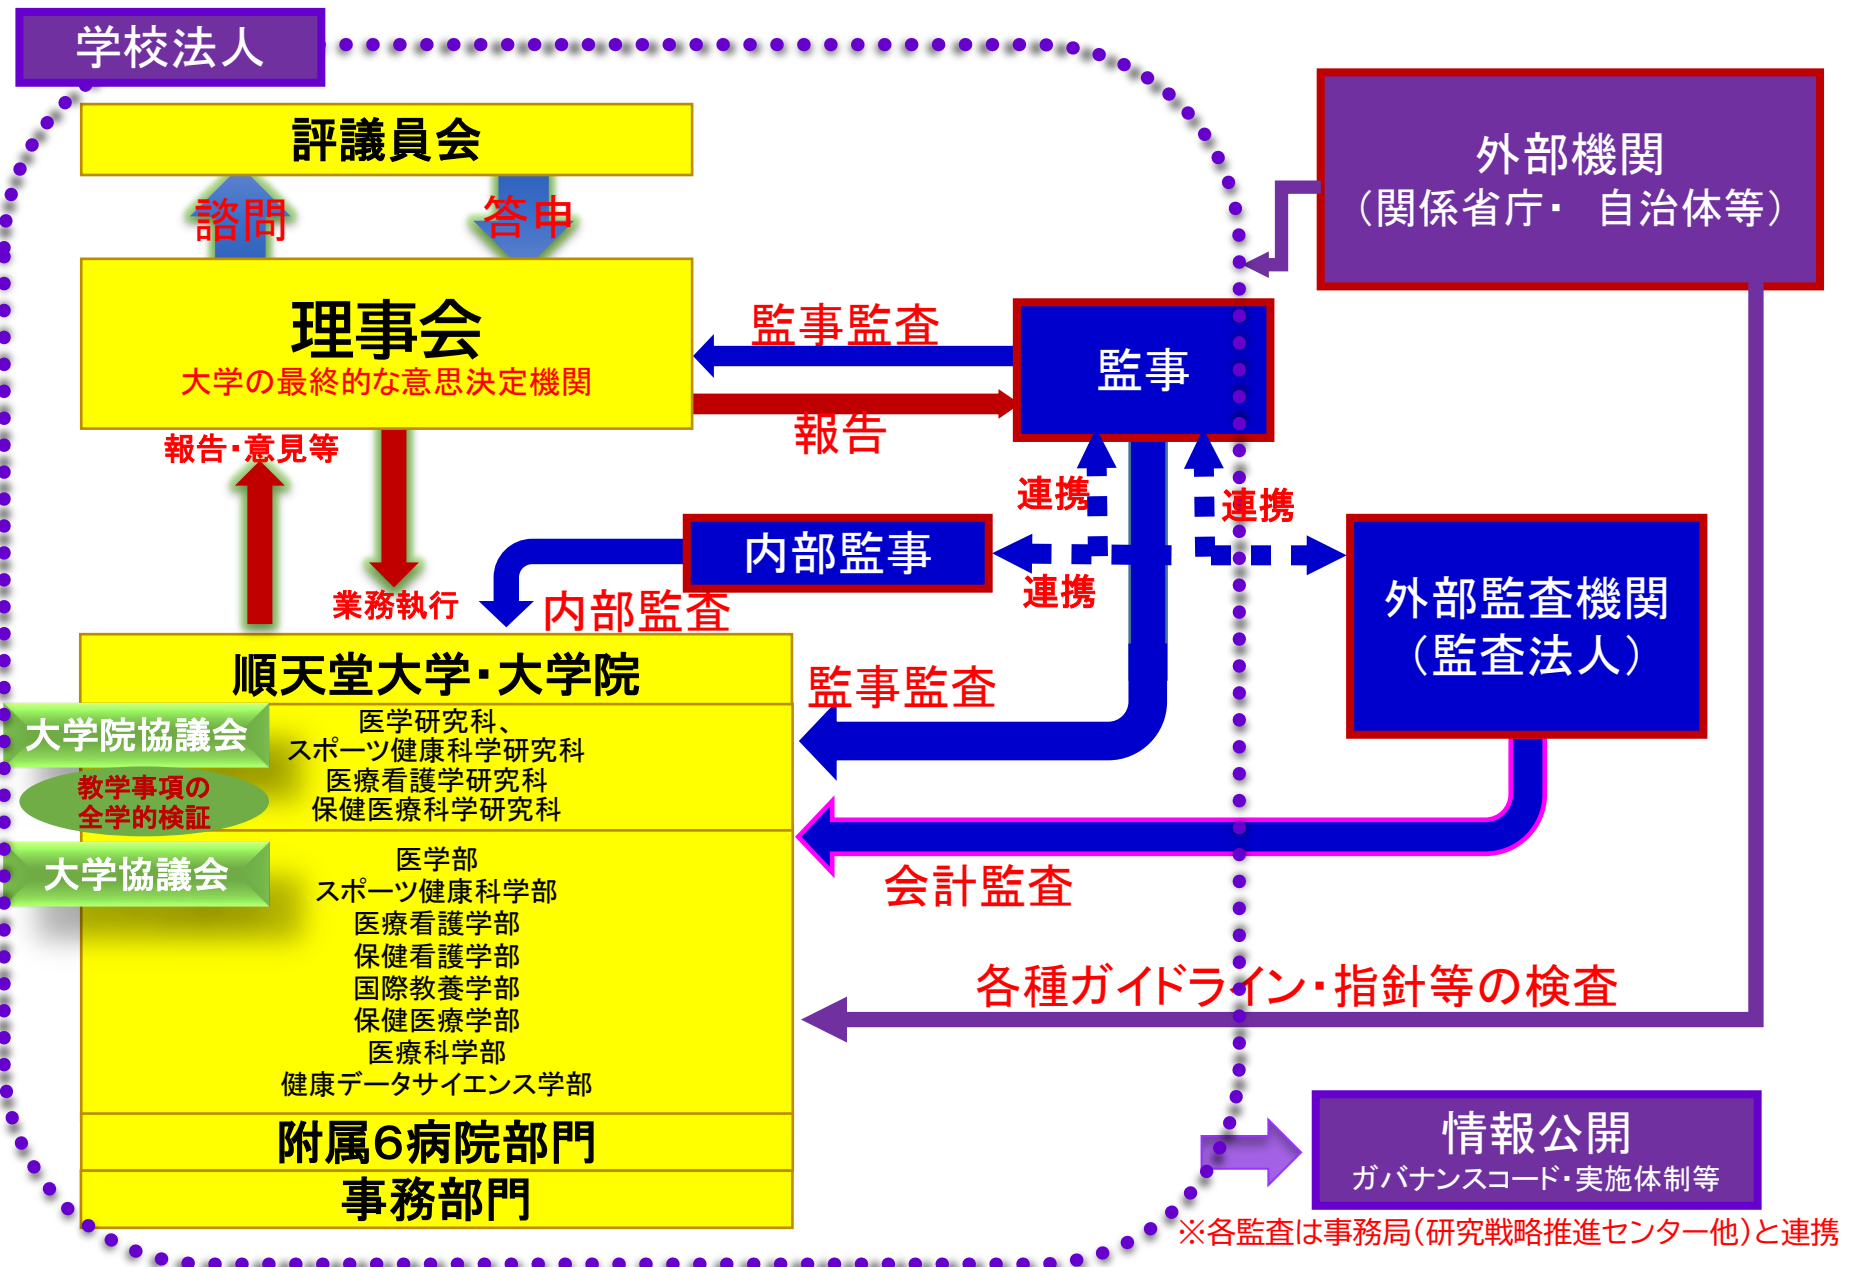 学校法人
評議員会
諮問
答申
理事会
大学の最終的な意思決定機関
監事監査
報告
監事
外部機関
（関係省庁・　自治体等）
報告・意見等
業務執行
内部監事
内部監査
連携
連携
連携
外部監査機関
（監査法人）
監事監査
会計監査
各種ガイドライン・指針等の検査
順天堂大学・大学院
医学研究科、
スポーツ健康科学研究科
医療看護学研究科
保健医療科学研究科
大学院協議会
教学事項の
全学的検証
大学協議会
医学部
スポーツ健康科学部
医療看護学部
保健看護学部
国際教養学部
保健医療学部
医療科学部
健康データサイエンス学部
附属６病院部門
事務部門
情報公開
ガバナンスコード・実施体制等
※各監査は事務局（研究戦略推進センター他）と連携